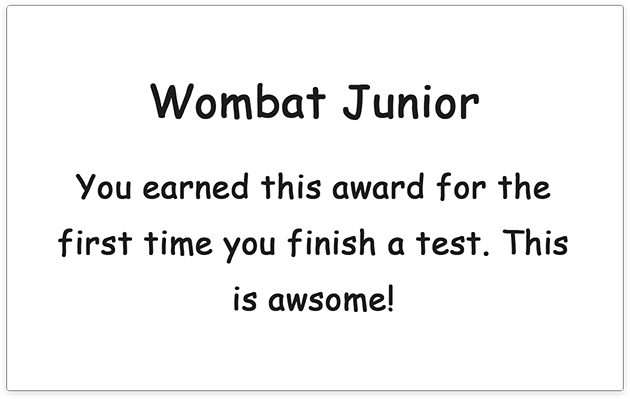 Wombat Junior
You earned this award for the
first time you finish a test. This
is awsome!